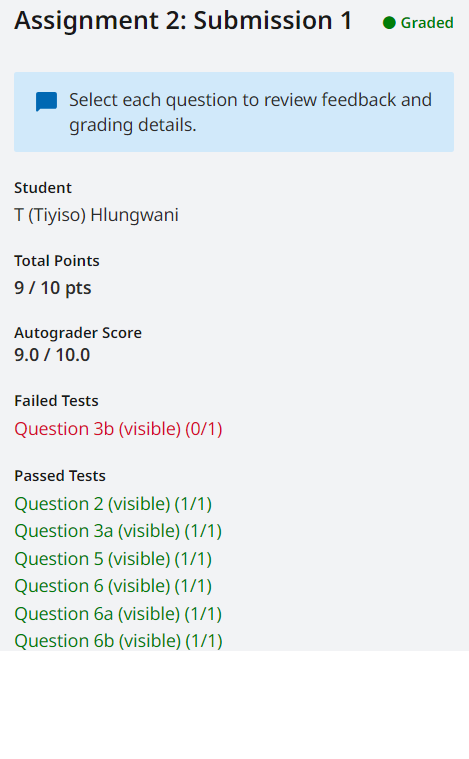 Assignment 2: Submission 1
Graded
Select each question to review feedback and
grading details.
Student
T (Tiyiso) Hlungwani
Total Points
9 / 10 pts
Autograder Score
9.0 / 10.0
Failed Tests
Question 3b (visible) (0/1)
Passed Tests
Question 2 (visible) (1/1)
Question 3a (visible) (1/1)
Question 5 (visible) (1/1)
Question 6 (visible) (1/1)
Question 6a (visible) (1/1)
Question 6b (visible) (1/1)